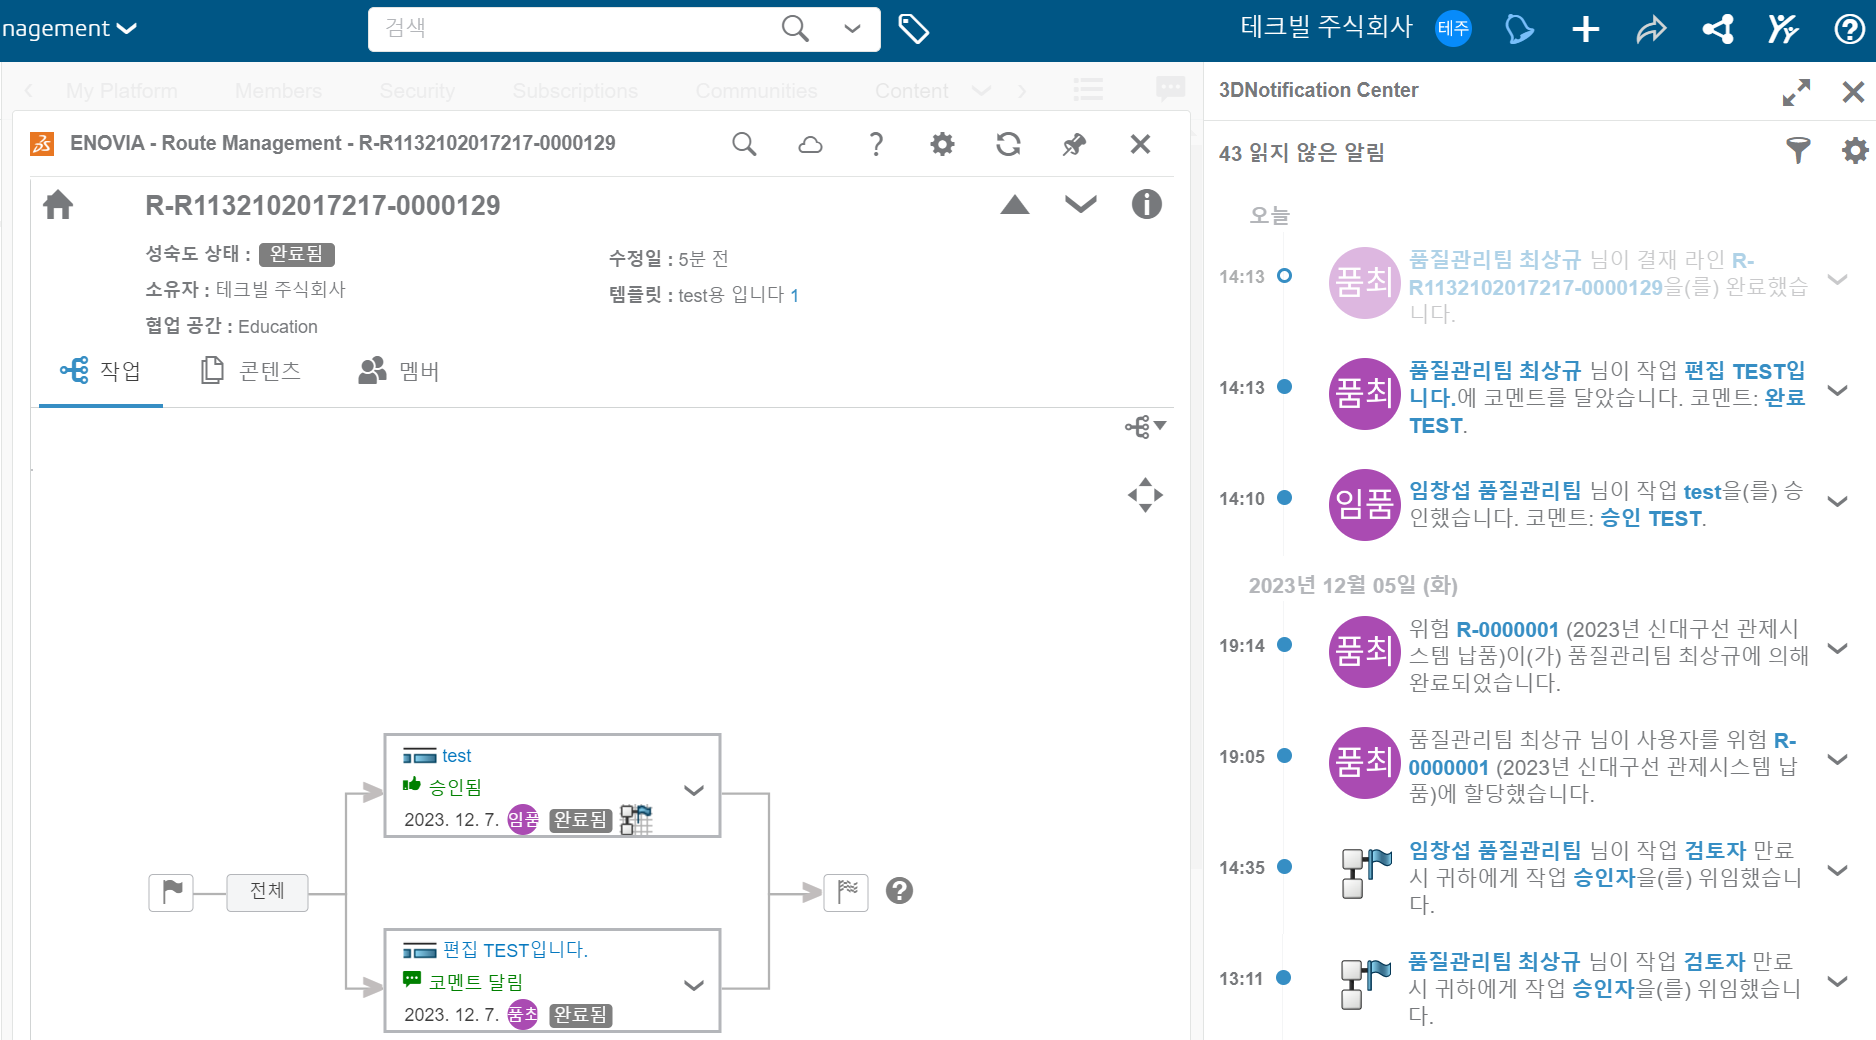 nagement
검색
테크빌 주식회사
테주
My Platform
Members
Security
Subscriptions
Communities
Content
ENOVIA - Route Management - R-R1132102017217-0000129
R-R1132102017217-0000129
성숙도 상태 : 완료됨
소유자 : 테크빌 주식회사
협업 공간 : Education
수정일 : 5분 전
템플릿 : test용 입니다 1
작업
콘텐츠
멤버
test
승인됨
2023. 12. 7. 임품 완료됨
전체
편집 TEST입니다.
코멘트 달림
2023. 12. 7. 품최 완료됨
3DNotification Center
43 읽지 않은 알림
오늘
14:13
품최
품질관리팀 최상규 님이 결재 라인 R-
R1132102017217-0000129을(를) 완료했습
니다.
14:13
품최
품질관리팀 최상규 님이 작업 편집 TEST입
니다.에 코멘트를 달았습니다. 코멘트: 완료
TEST.
14:10
임품
임창섭 품질관리팀 님이 작업 test을(를) 승
인했습니다. 코멘트: 승인 TEST.
2023년 12월 05일 (화)
19:14
품최
위험 R-0000001 (2023년 신대구선 관제시
스템 납품)이(가) 품질관리팀 최상규에 의해
완료되었습니다.
19:05
품최
품질관리팀 최상규 님이 사용자를 위험 R-
0000001 (2023년 신대구선 관제시스템 납
품)에 할당했습니다.
14:35
임창섭 품질관리팀 님이 작업 검토자 만료
시 귀하에게 작업 승인자을(를) 위임했습니
다.
13:11
품질관리팀 최상규 님이 작업 검토자 만료
시 귀하에게 작업 승인자을(를) 위임했습니
다.